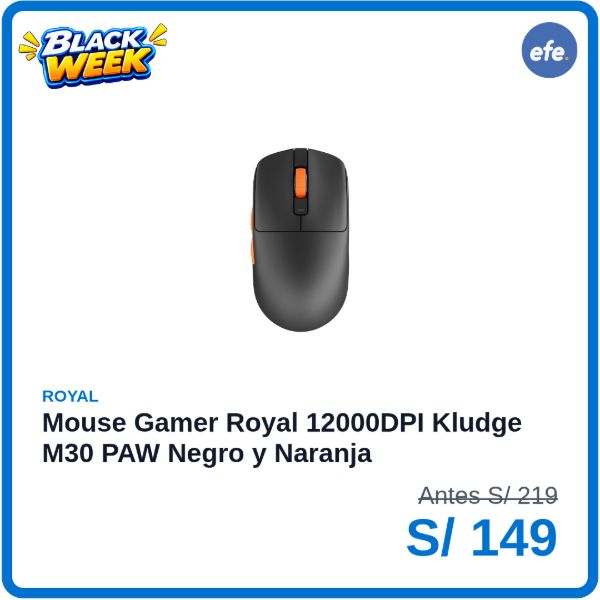 BLACK
WEEK
efe.
ROYAL
Mouse Gamer Royal 12000DPI Kludge
M30 PAW Negro y Naranja
Antes S/ 219
S/ 149